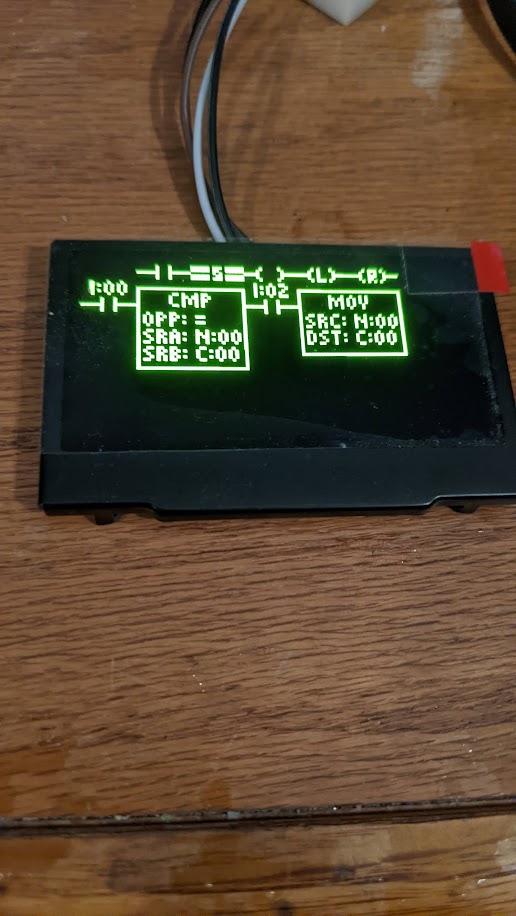 S (L) (R)
I:00 I:02
CMP MOV
OPP: = SRC: N:00
SRA: N:00 DST: C:00
SRB: C:00